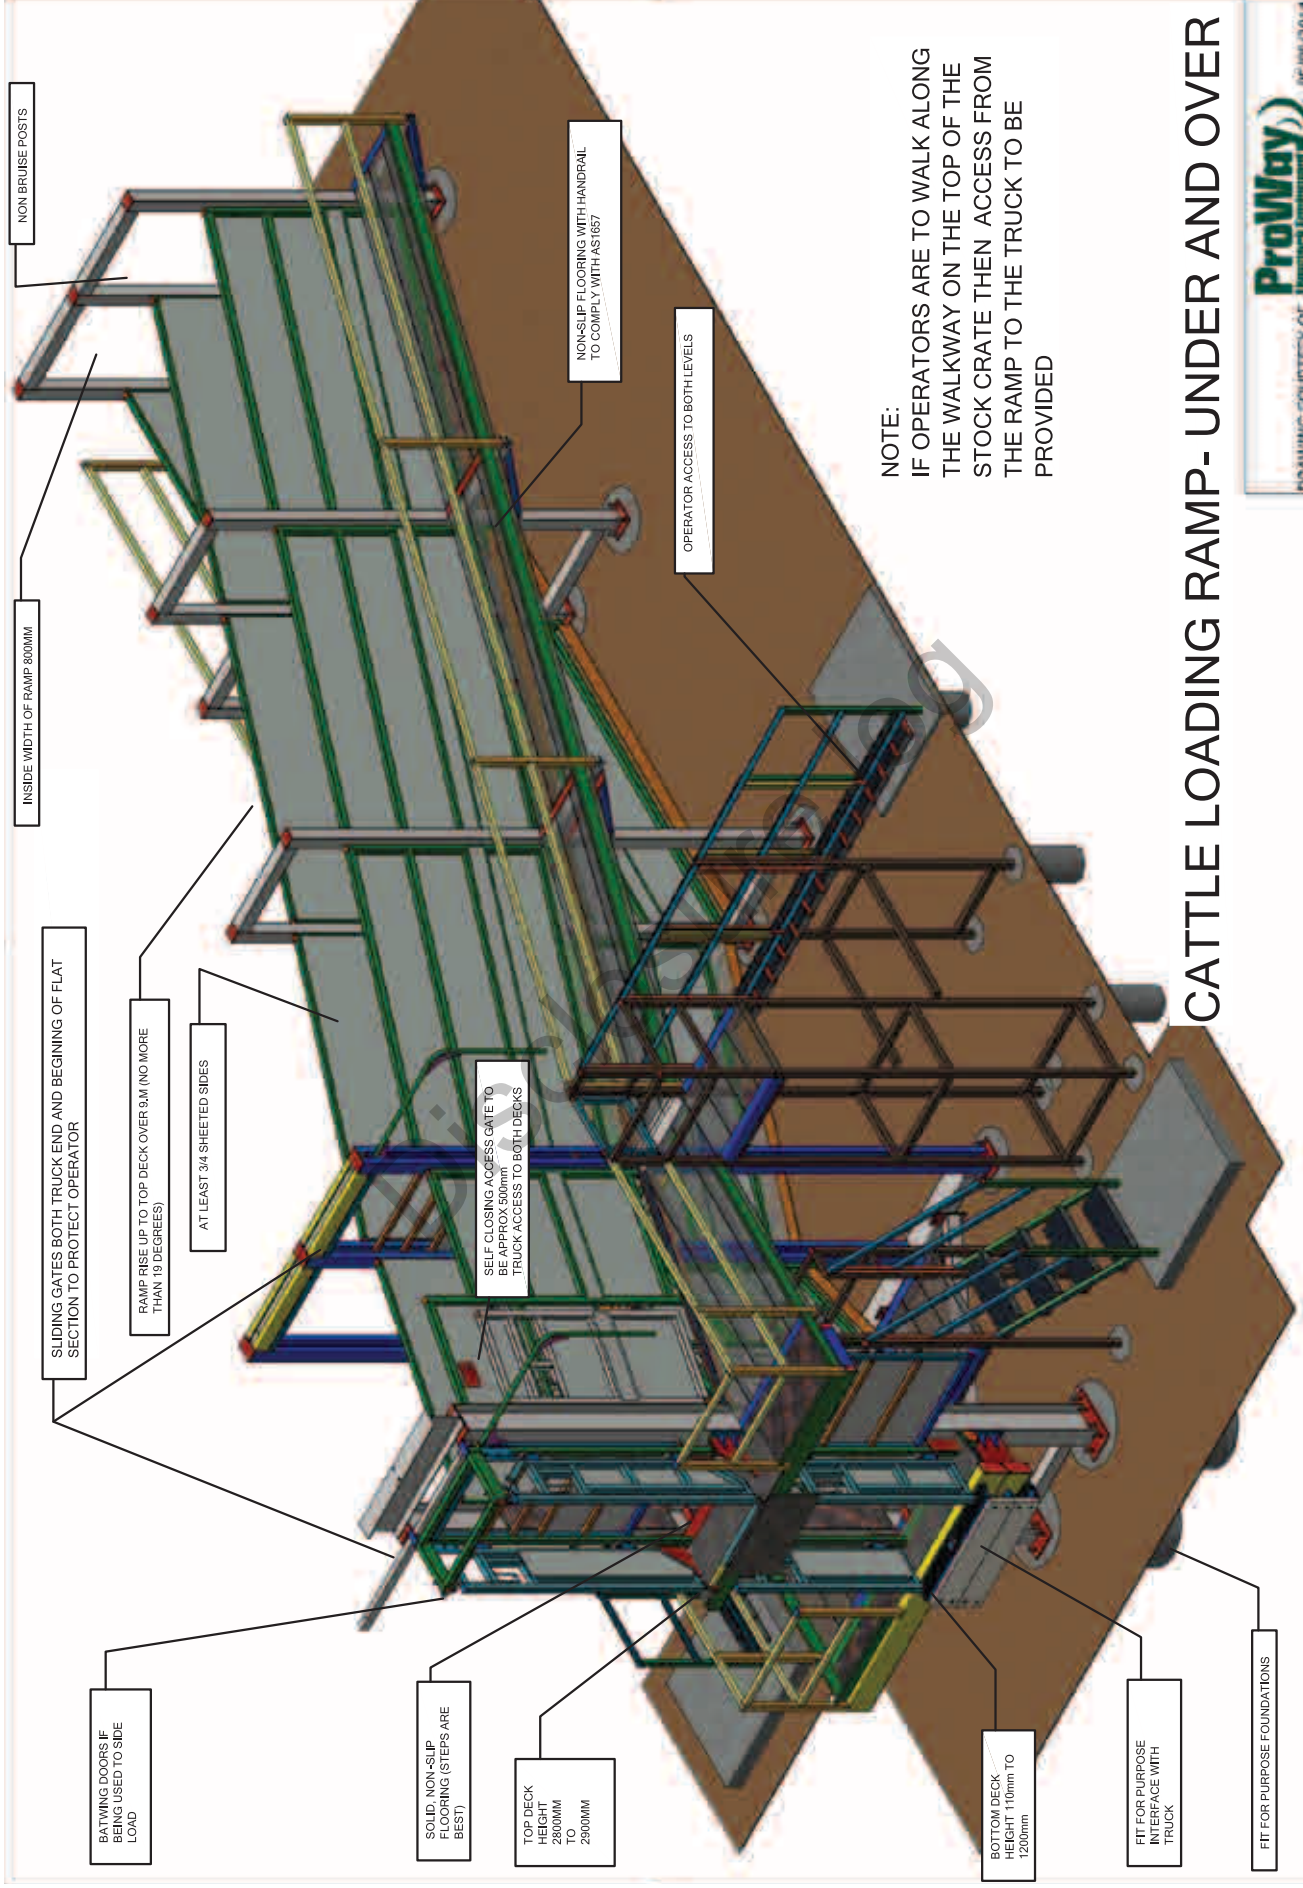 BATWING DOORS IF
BEING USED TO SIDE
LOAD
SLIDING GATES BOTH TRUCK END AND BEGINING OF FLAT
SECTION TO PROTECT OPERATOR
INSIDE WIDTH OF RAMP 800MM
NON BRUISE POSTS
RAMP RISE UP TO TOP DECK OVER 9.M (NO MORE
THAN 19 DEGREES)
AT LEAST 3/4 SHEETED SIDES
SOLID, NON-SLIP
FLOORING (STEPS ARE
BEST)
SELF CLOSING ACCESS GATE TO
BE APPROX 500mm
TRUCK ACCESS TO BOTH DECKS
TOP DECK
HEIGHT
2800MM
TO
2900MM
NON-SLIP FLOORING WITH HANDRAIL
TO COMPLY WITH AS1657
OPERATOR ACCESS TO BOTH LEVELS
NOTE:
IF OPERATORS ARE TO WALK ALONG
THE WALKWAY ON THE TOP OF THE
STOCK CRATE THEN ACCESS FROM
THE RAMP TO THE TRUCK TO BE
PROVIDED
BOTTOM DECK
HEIGHT 110mm TO
1200mm
FIT FOR PURPOSE
INTERFACE WITH
TRUCK
FIT FOR PURPOSE FOUNDATIONS
CATTLE LOADING RAMP- UNDER AND OVER
ProWay
Disclosure log